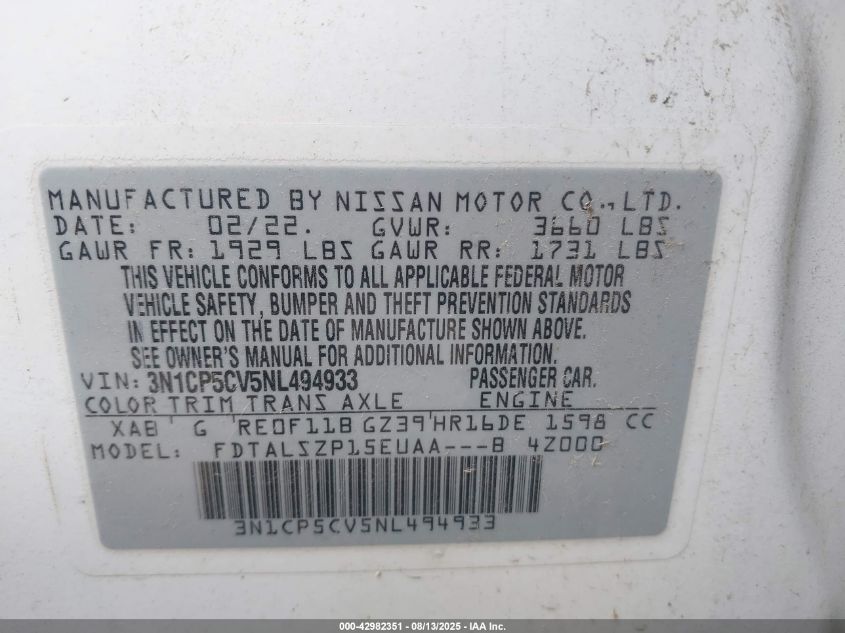 MANUFACTURED BY NISSAN MOTOR CO., LTD.
DATE: 02/22. GVWR: 3660 LBS
GAWR FR: 1929 LBS GAWR RR: 1731 LBS
THIS VEHICLE CONFORMS TO ALL APPLICABLE FEDERAL MOTOR
VEHICLE SAFETY, BUMPER AND THEFT PREVENTION STANDARDS
IN EFFECT ON THE DATE OF MANUFACTURE SHOWN ABOVE.
SEE OWNER'S MANUAL FOR ADDITIONAL INFORMATION.
VIN: 3N1CP5CV5NL494933 PASSENGER CAR.
COLOR TRIM TRANS AXLE ENGINE
XAB G RE0F11B GZ39 HR16DE 1598 CC
MODEL: FDTALSZP15EUAA---B 4Z000
3N1CP5CV5NL494933
000-42982351 - 08/13/2025 - IAA Inc.